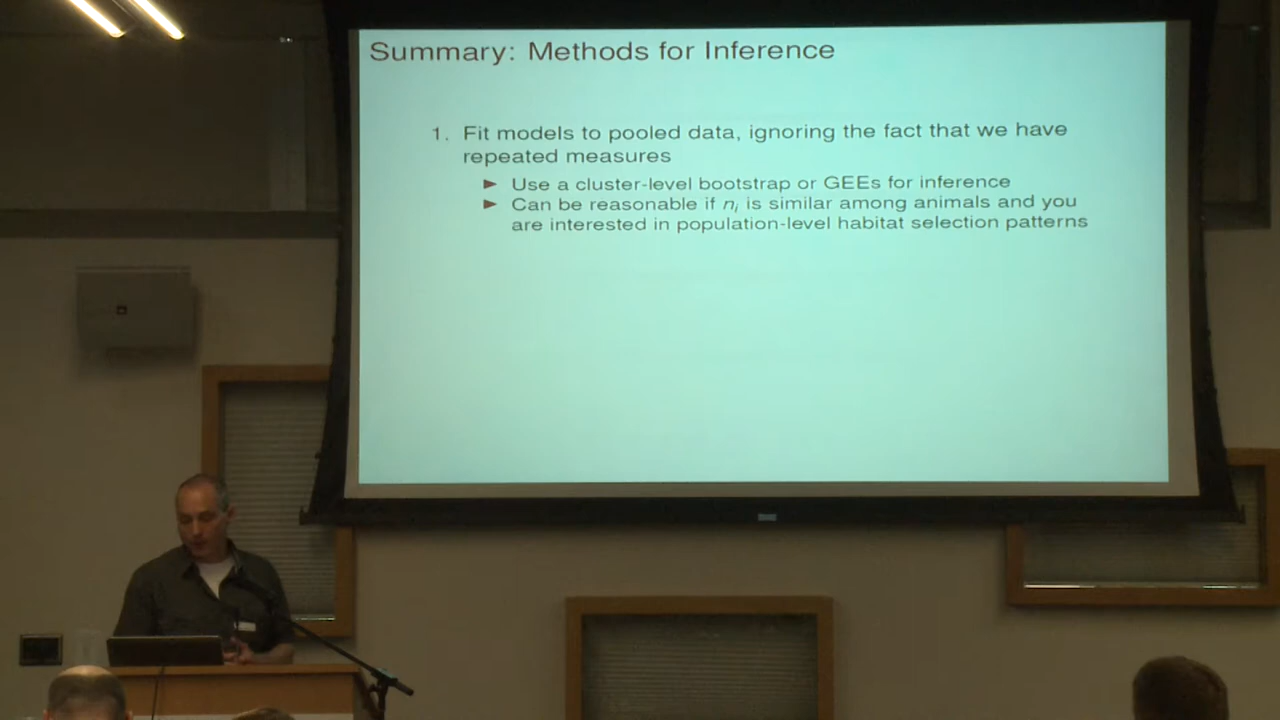 Summary: Methods for Inference
1. Fit models to pooled data, ignoring the fact that we have
repeated measures
► Use a cluster-level bootstrap or GEEs for inference
► Can be reasonable if nᵢ is similar among animals and you
are interested in population-level habitat selection patterns